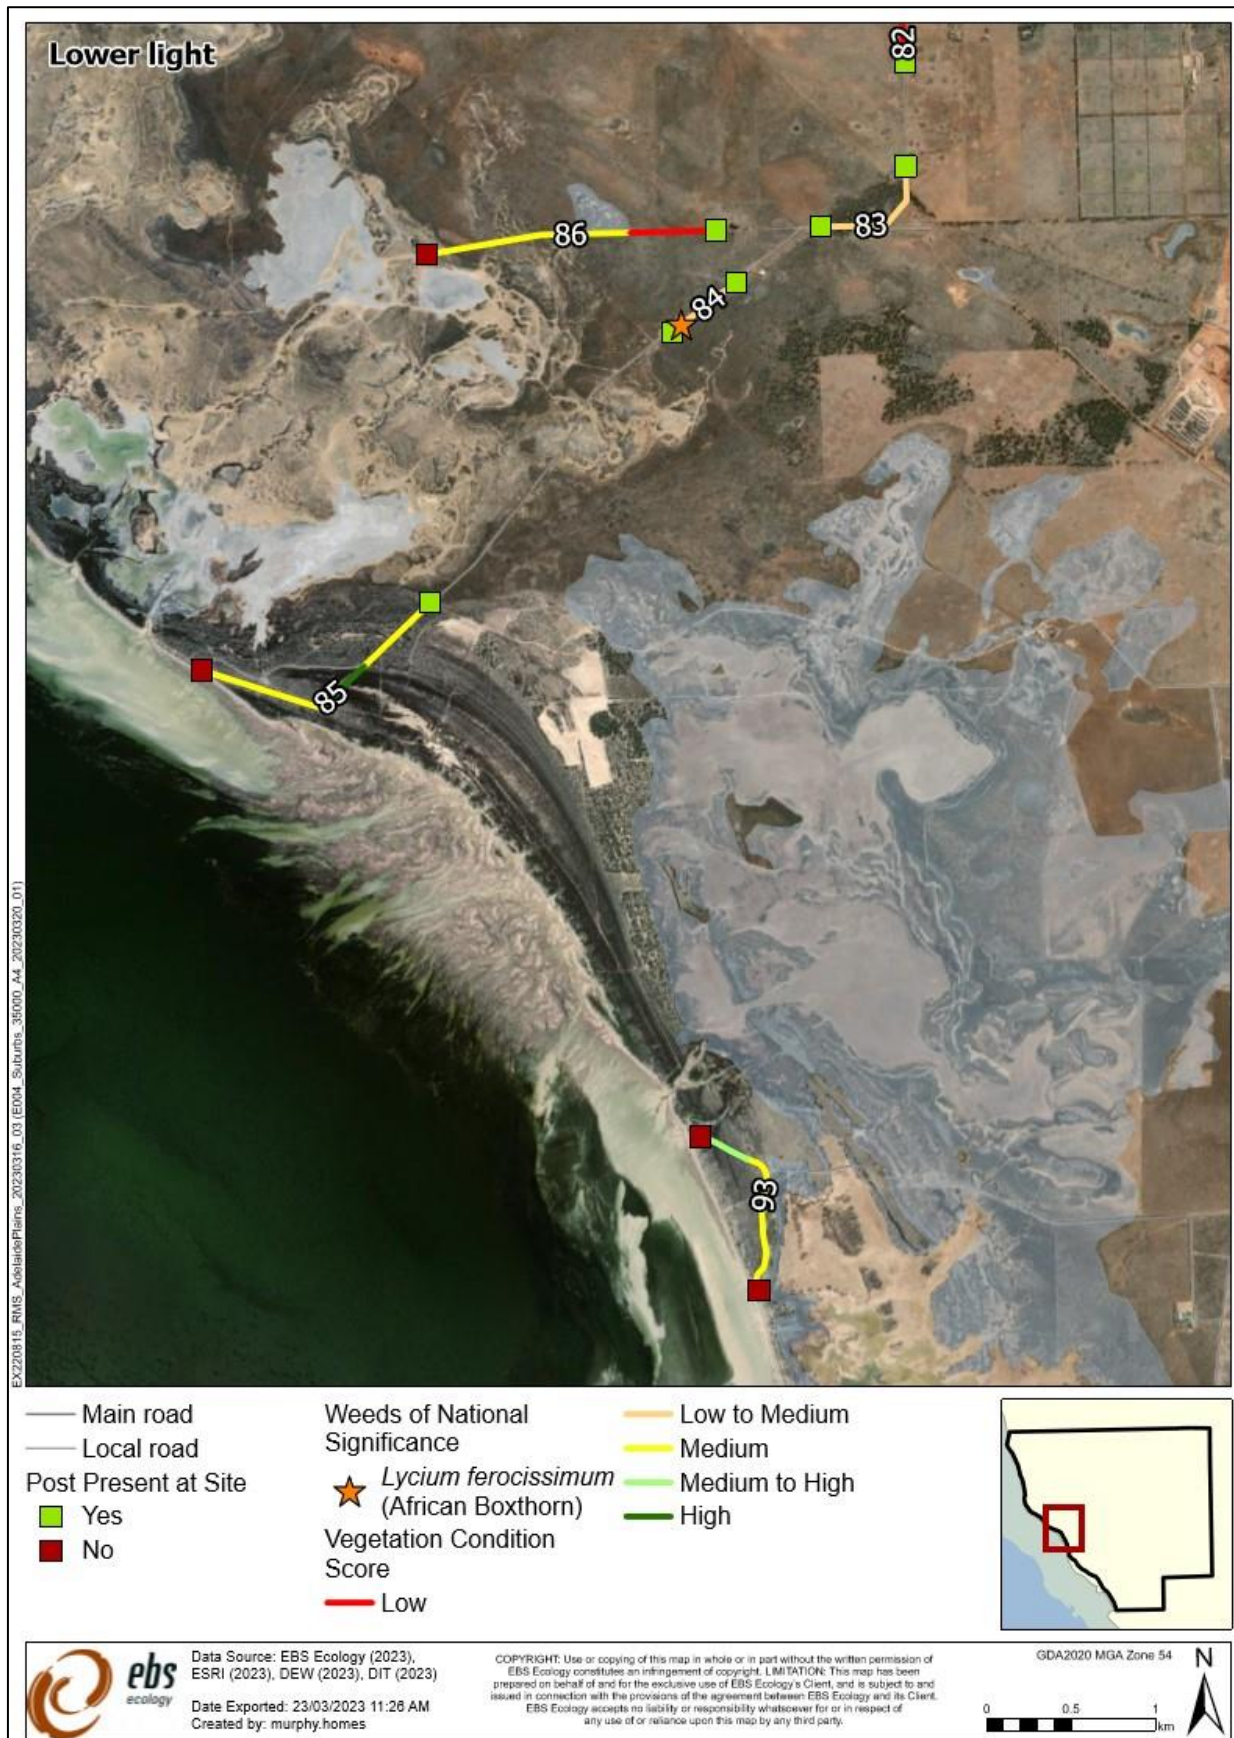 Lower light
82
86
83
84
85
93
EX220815_RMS_AdelaidePlains_20230316_03 (E004_Suburbs_35000_A4_20230320_01)
Main road
Local road
Post Present at Site
Yes
No
Weeds of National
Significance
Lycium ferocissimum
(African Boxthorn)
Vegetation Condition
Score
Low
Low to Medium
Medium
Medium to High
High
ebs
ecology
Data Source: EBS Ecology (2023),
ESRI (2023), DEW (2023), DIT (2023)
Date Exported: 23/03/2023 11:26 AM
Created by: murphy.homes
COPYRIGHT: Use or copying of this map in whole or in part without the written permission of
EBS Ecology constitutes an infringement of copyright. LIMITATION: This map has been
prepared on behalf of and for the exclusive use of EBS Ecology's Client, and is subject to and
issued in connection with the provisions of the agreement between EBS Ecology and its Client.
EBS Ecology accepts no liability or responsibility whatsoever for or in respect of
any use of or reliance upon this map by any third party.
GDA2020 MGA Zone 54
N
0 0.5 1
km